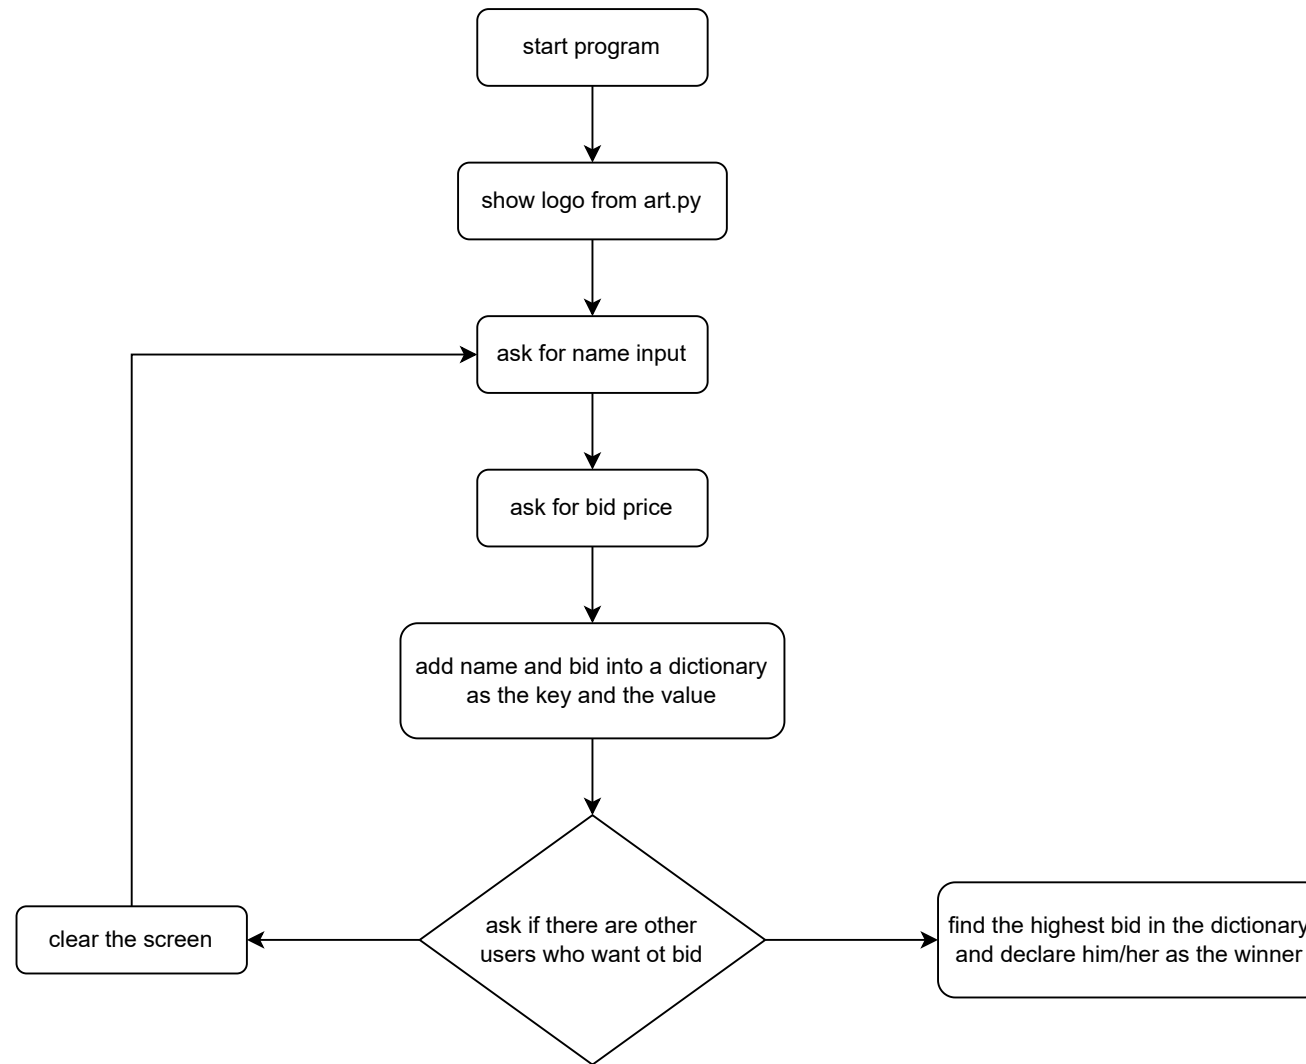 start program
show logo from art.py
ask for name input
ask for bid price
add name and bid into a dictionary
as the key and the value
ask if there are other
users who want ot bid
clear the screen
find the highest bid in the dictionary
and declare him/her as the winner